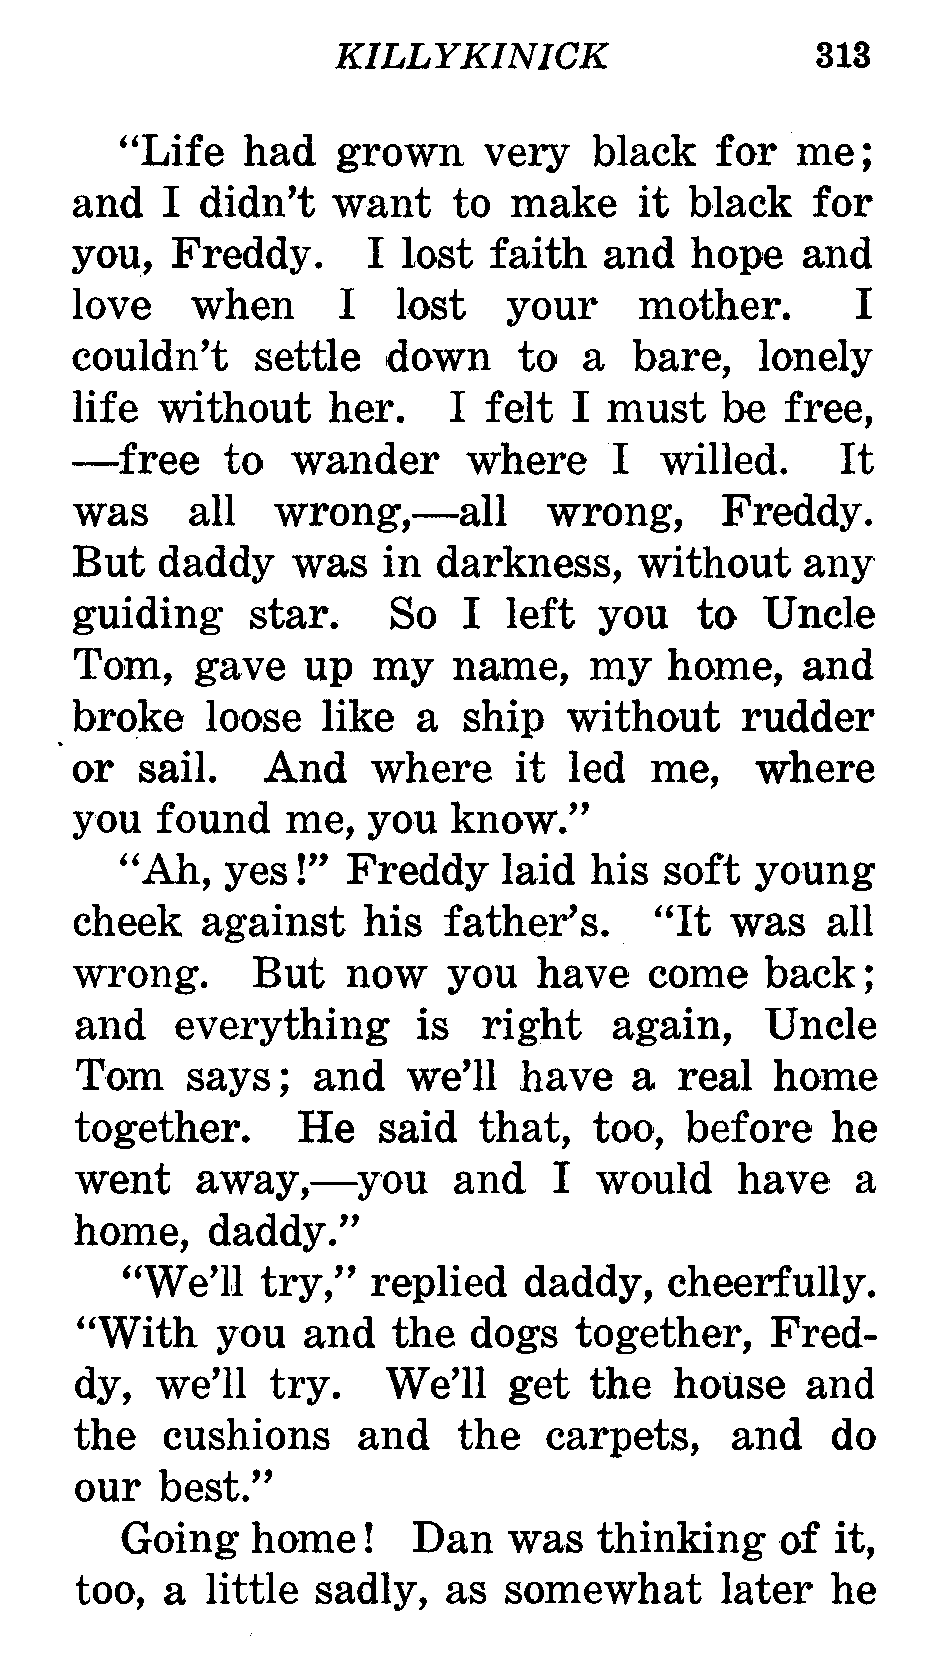 KILLYKINICK 313
"Life had grown very black for me;
and I didn't want to make it black for
you, Freddy. I lost faith and hope and
love when I lost your mother. I
couldn't settle down to a bare, lonely
life without her. I felt I must be free,
—free to wander where I willed. It
was all wrong,—all wrong, Freddy.
But daddy was in darkness, without any
guiding star. So I left you to Uncle
Tom, gave up my name, my home, and
broke loose like a ship without rudder
or sail. And where it led me, where
you found me, you know."
"Ah, yes!" Freddy laid his soft young
cheek against his father's. "It was all
wrong. But now you have come back;
and everything is right again, Uncle
Tom says; and we'll have a real home
together. He said that, too, before he
went away,—you and I would have a
home, daddy."
"We'll try," replied daddy, cheerfully.
"With you and the dogs together, Fred-
dy, we'll try. We'll get the house and
the cushions and the carpets, and do
our best."
Going home! Dan was thinking of it,
too, a little sadly, as somewhat later he